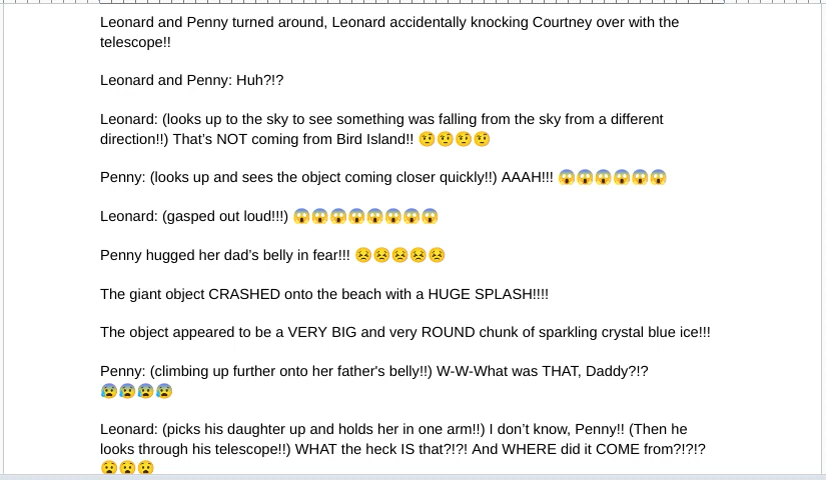 Leonard and Penny turned around, Leonard accidentally knocking Courtney over with the
telescope!!
Leonard and Penny: Huh?!?
Leonard: (looks up to the sky to see something was falling from the sky from a different
direction!!) That’s NOT coming from Bird Island!! 🤨🤨🤨🤨
Penny: (looks up and sees the object coming closer quickly!!) AAAH!!! 😱😱😱😱😱😱
Leonard: (gasped out loud!!!) 😱😱😱😱😱😱😱😱
Penny hugged her dad’s belly in fear!!! 😣😣😣😣😣
The giant object CRASHED onto the beach with a HUGE SPLASH!!!!
The object appeared to be a VERY BIG and very ROUND chunk of sparkling crystal blue ice!!!
Penny: (climbing up further onto her father's belly!!) W-W-What was THAT, Daddy?!?
😰😰😰😰
Leonard: (picks his daughter up and holds her in one arm!!) I don’t know, Penny!! (Then he
looks through his telescope!!) WHAT the heck IS that?!?! And WHERE did it COME from?!?!?
😧😧😧